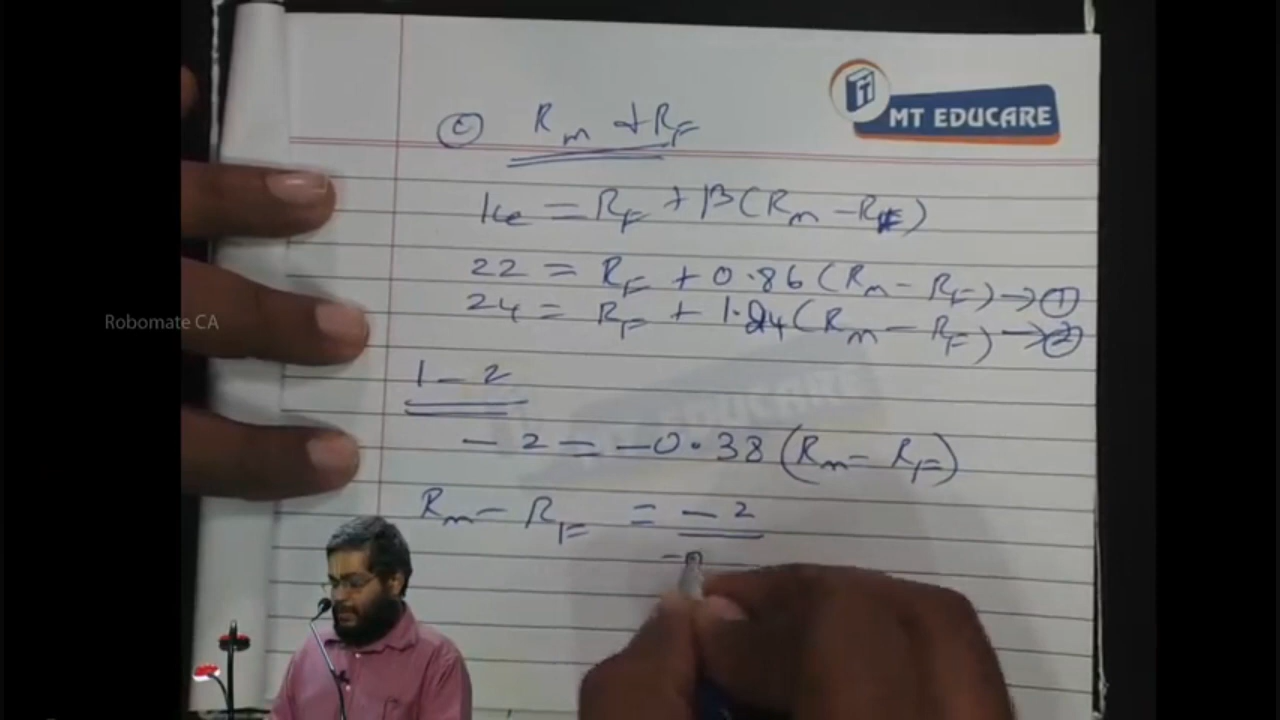 MT EDUCARE
c) Rm & RF
Ke = RF + β(Rm - RF)
22 = RF + 0.86(Rm - RF) → ①
24 = RF + 1.24(Rm - RF) → ②
Robomate CA
1 - 2
EDUCARE
- 2 = -0.38(Rm - RF)
Rm - RF = - 2